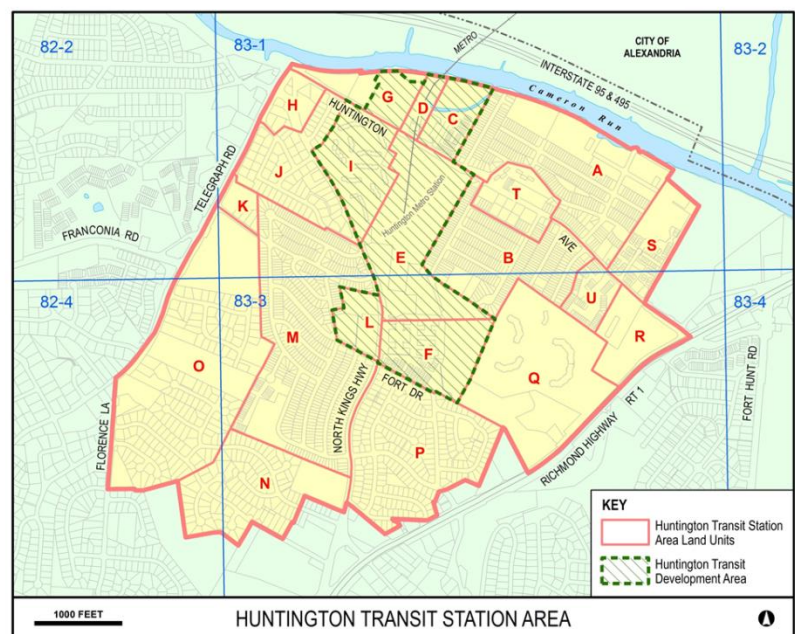 82-2
83-1
CITY OF
ALEXANDRIA
83-2
METRO
INTERSTATE 95 & 495
Cameron Run
G
D
C
H
HUNTINGTON
I
J
A
T
TELEGRAPH RD
Huntington Metro Station
K
FRANCONIA RD
AVE
S
E
B
82-4
83-3
83-4
U
L
M
F
R
O
Q
FORT DR
NORTH KINGS HWY
FLORENCE LA
RICHMOND HIGHWAY RT 1
FORT HUNT RD
P
N
KEY
Huntington Transit Station
Area Land Units
Huntington Transit
Development Area
1000 FEET
HUNTINGTON TRANSIT STATION AREA